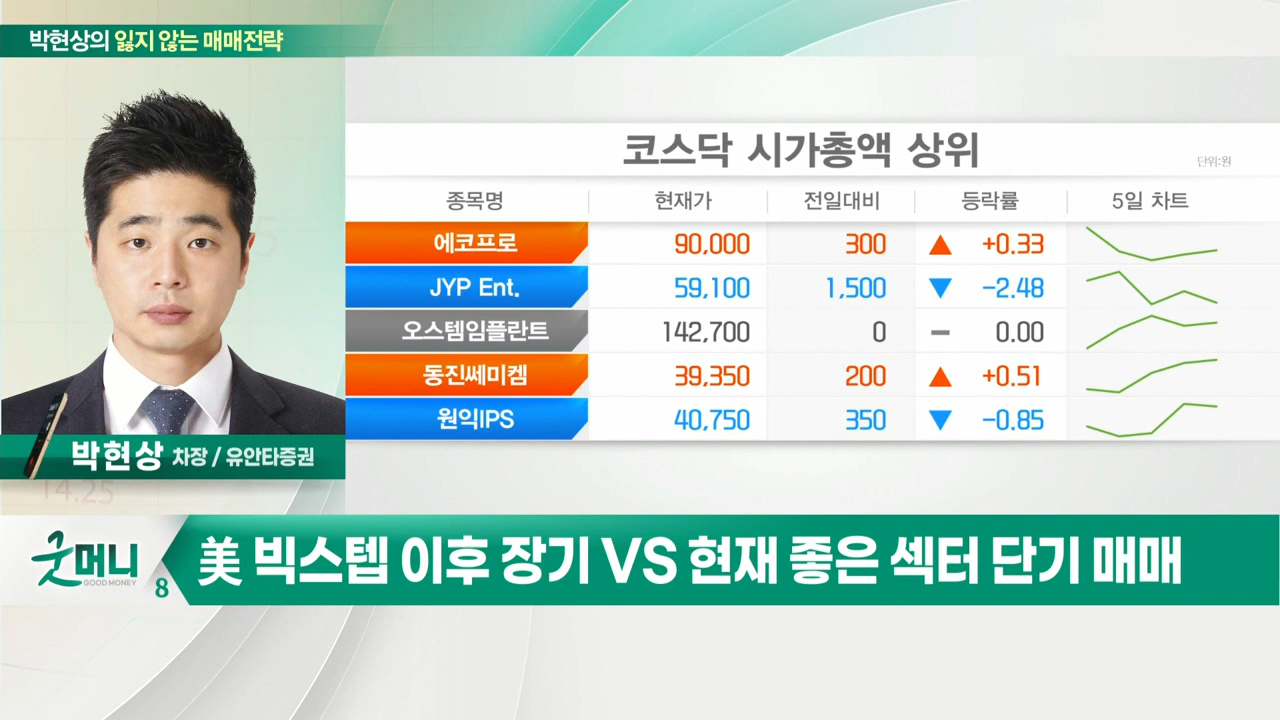 박현상의 잃지 않는 매매전략
코스닥 시가총액 상위
단위:원
종목명 현재가 전일대비 등락률 5일 차트
에코프로 90,000 300 ▲ +0.33
JYP Ent. 59,100 1,500 ▼ -2.48
오스템임플란트 142,700 0 - 0.00
동진쎄미켐 39,350 200 ▲ +0.51
원익IPS 40,750 350 ▼ -0.85
박현상 차장 / 유안타증권
14.25
굿머니
GOOD MONEY
8
美 빅스텝 이후 장기 VS 현재 좋은 섹터 단기 매매